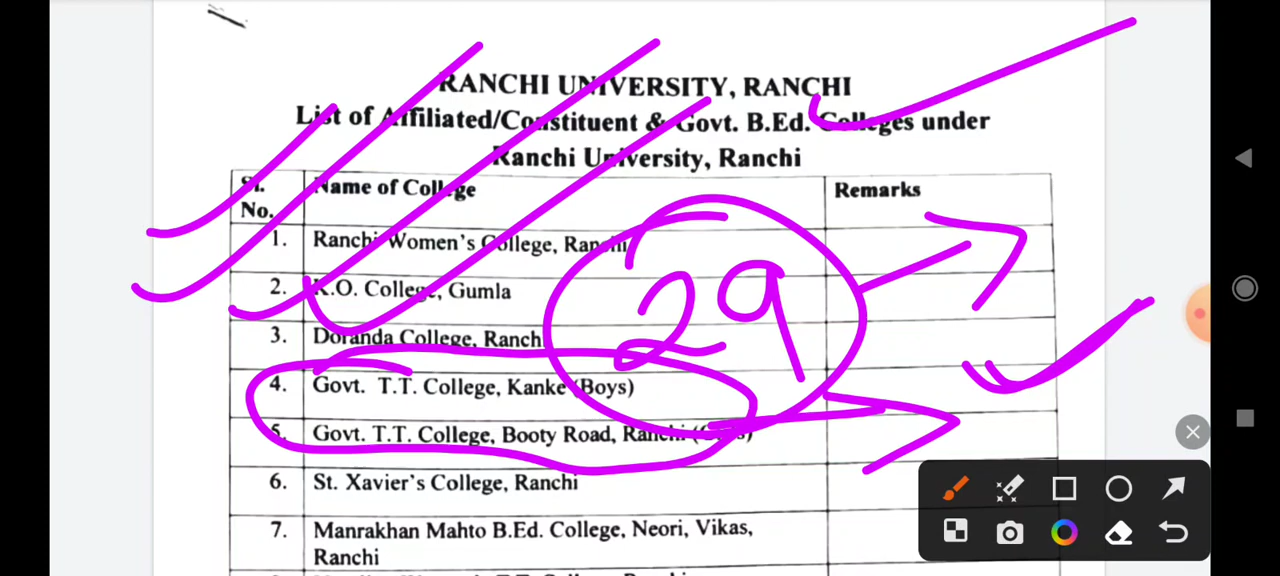 RANCHI UNIVERSITY, RANCHI
List of Affiliated/Constituent & Govt. B.Ed. Colleges under
Ranchi University, Ranchi
Sl. No. Name of College Remarks
1. Ranchi Women's College, Ranchi
2. K.O. College, Gumla
3. Doranda College, Ranchi
29
4. Govt. T.T. College, Kanke (Boys)
5. Govt. T.T. College, Booty Road, Ranchi (Girls)
6. St. Xavier's College, Ranchi
7. Manrakhan Mahto B.Ed. College, Neori, Vikas,
Ranchi